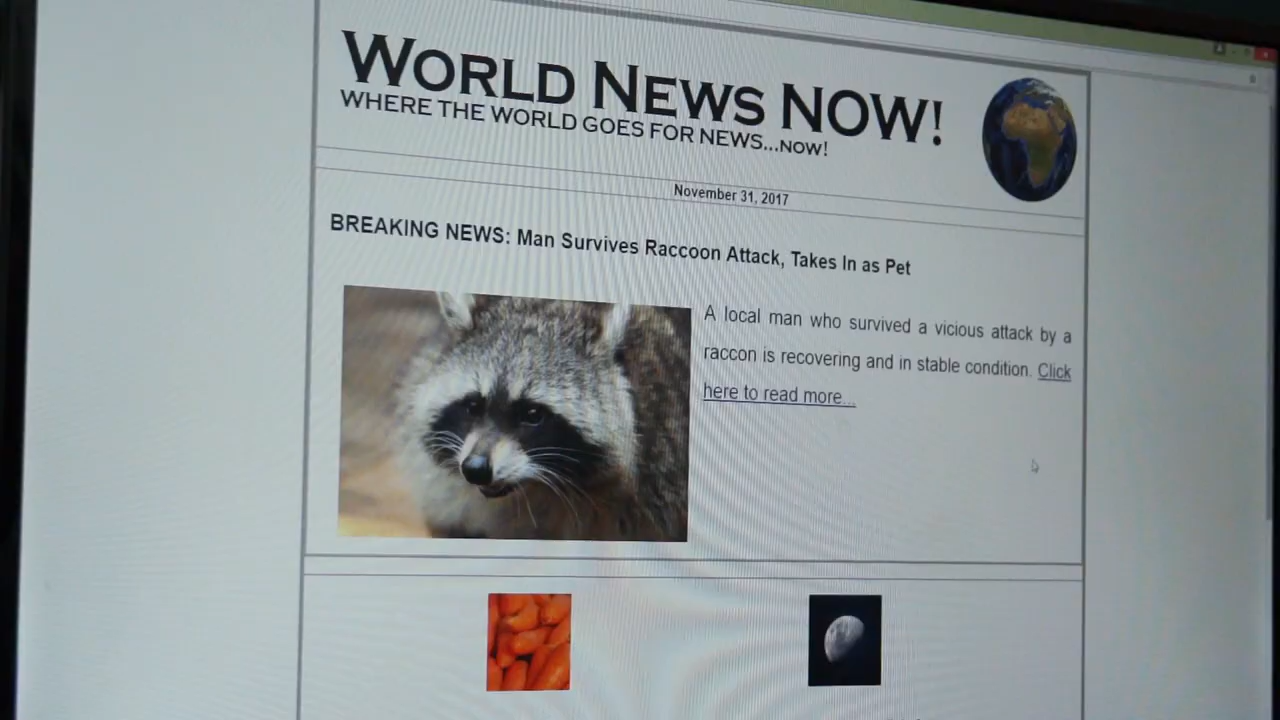 WORLD NEWS NOW!
WHERE THE WORLD GOES FOR NEWS...NOW!
November 31, 2017
BREAKING NEWS: Man Survives Raccoon Attack, Takes In as Pet
A local man who survived a vicious attack by a
raccon is recovering and in stable condition. Click
here to read more...